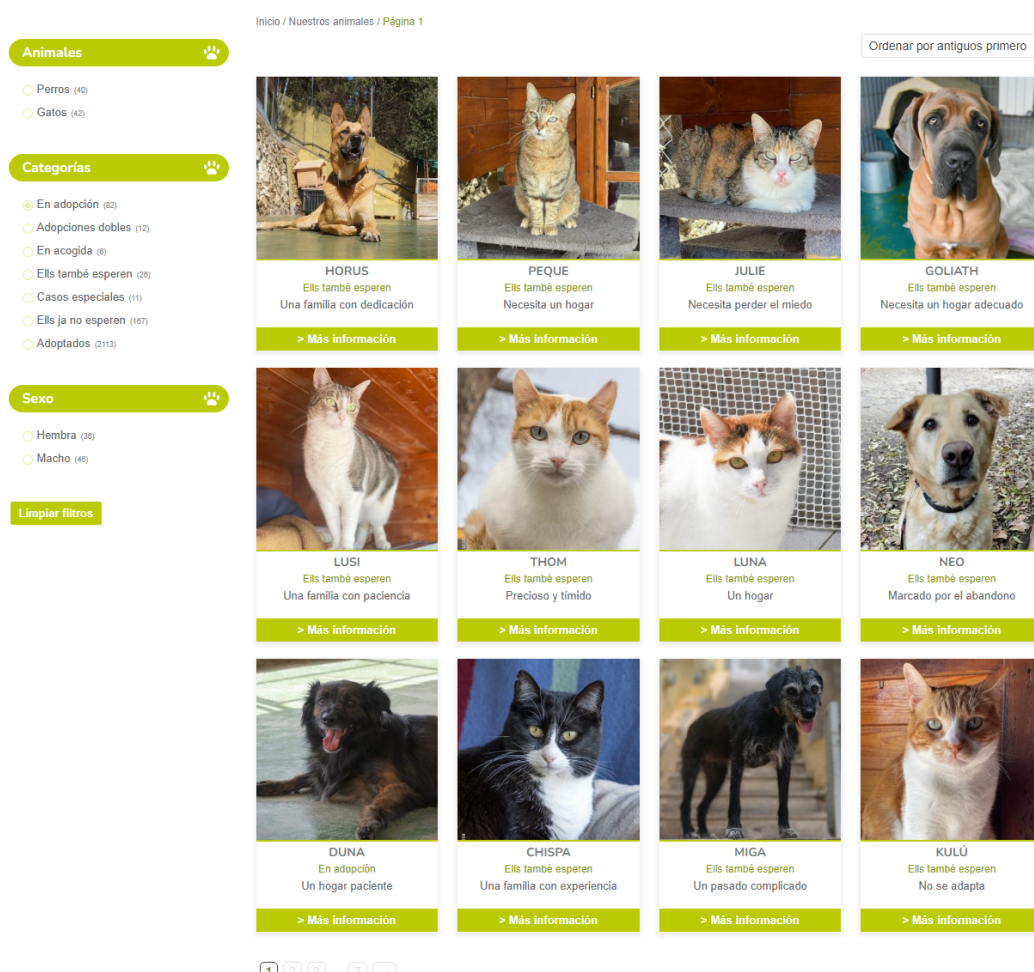 Inicio / Nuestros animales / Página 1
Ordenar por antiguos primero
Animales
Perros (40)
Gatos (42)
Categorías
En adopción (82)
Adopciones dobles (12)
En acogida (6)
Ells també esperen (26)
Casos especiales (11)
Ells ja no esperen (167)
Adoptados (2113)
Sexo
Hembra (36)
Macho (46)
Limpiar filtros
HORUS
Ells també esperen
Una familia con dedicación
> Más información
PEQUE
Ells també esperen
Necesita un hogar
> Más información
JULIE
Ells també esperen
Necesita perder el miedo
> Más información
GOLIATH
Ells també esperen
Necesita un hogar adecuado
> Más información
LUSI
Ells també esperen
Una familia con paciencia
> Más información
THOM
Ells també esperen
Precioso y tímido
> Más información
LUNA
Ells també esperen
Un hogar
> Más información
NEO
Ells també esperen
Marcado por el abandono
> Más información
DUNA
En adopción
Un hogar paciente
> Más información
CHISPA
Ells també esperen
Una familia con experiencia
> Más información
MIGA
Ells també esperen
Un pasado complicado
> Más información
KULÚ
Ells també esperen
No se adapta
> Más información
1 2 3 … 7 →